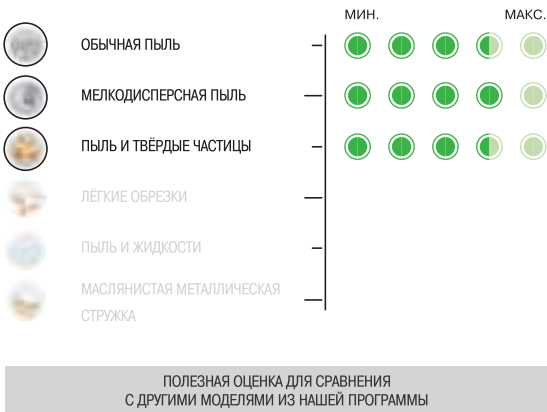 МИН. МАКС.
ОБЫЧНАЯ ПЫЛЬ
МЕЛКОДИСПЕРСНАЯ ПЫЛЬ
ПЫЛЬ И ТВЁРДЫЕ ЧАСТИЦЫ
ЛЁГКИЕ ОБРЕЗКИ
ПЫЛЬ И ЖИДКОСТИ
МАСЛЯНИСТАЯ МЕТАЛЛИЧЕСКАЯ
СТРУЖКА
ПОЛЕЗНАЯ ОЦЕНКА ДЛЯ СРАВНЕНИЯ
С ДРУГИМИ МОДЕЛЯМИ ИЗ НАШЕЙ ПРОГРАММЫ